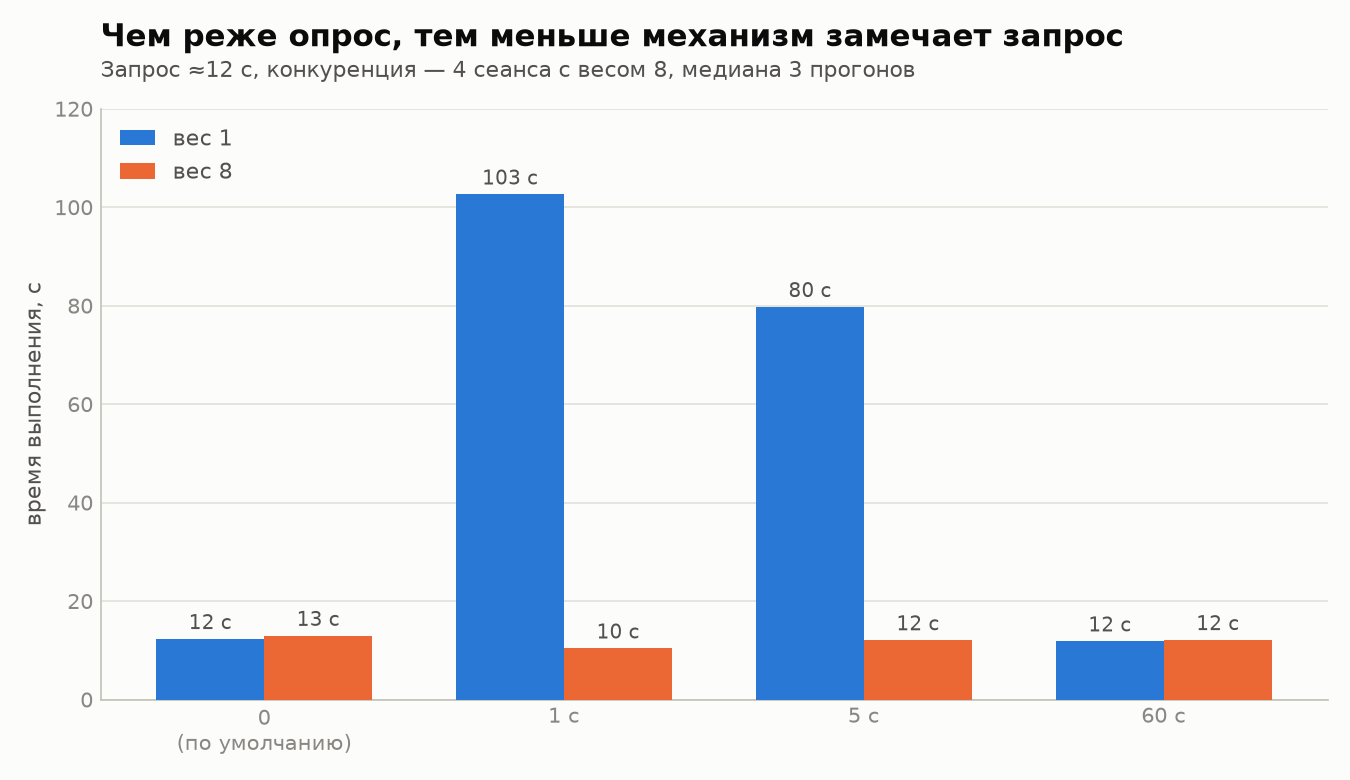 Чем реже опрос, тем меньше механизм замечает запрос
Запрос ≈12 с, конкуренция — 4 сеанса с весом 8, медиана 3 прогонов
вес 1
вес 8
время выполнения, с
120
100
80
60
40
20
0
12 с
13 с
103 с
10 с
80 с
12 с
12 с
12 с
0
(по умолчанию)
1 с
5 с
60 с